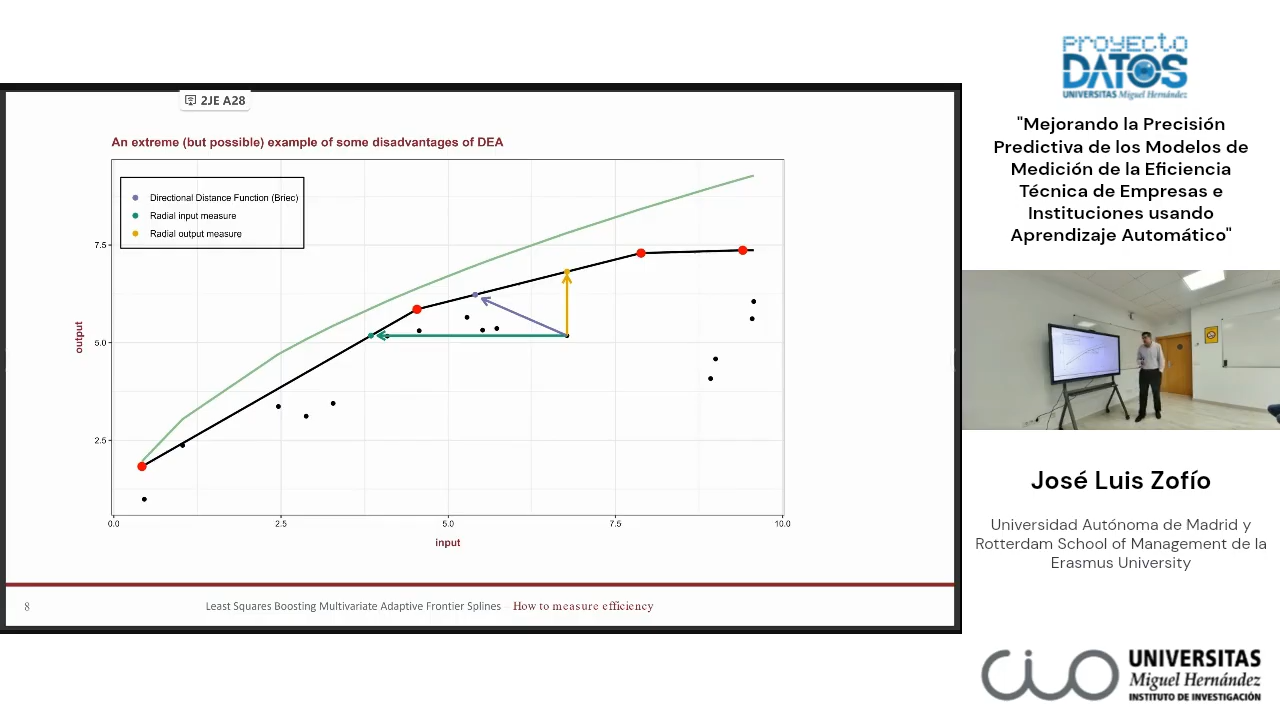 2JE A28
An extreme (but possible) example of some disadvantages of DEA
Directional Distance Function (Briec)
Radial input measure
Radial output measure
7.5
5.0
2.5
output
0.0 2.5 5.0 7.5 10.0
input
8 Least Squares Boosting Multivariate Adaptive Frontier Splines How to measure efficiency
PROYECTO
DATOS
UNIVERSITAS Miguel Hernández
"Mejorando la Precisión
Predictiva de los Modelos de
Medición de la Eficiencia
Técnica de Empresas e
Instituciones usando
Aprendizaje Automático"
José Luis Zofío
Universidad Autónoma de Madrid y
Rotterdam School of Management de la
Erasmus University
CIO
UNIVERSITAS
Miguel Hernández
INSTITUTO DE INVESTIGACIÓN